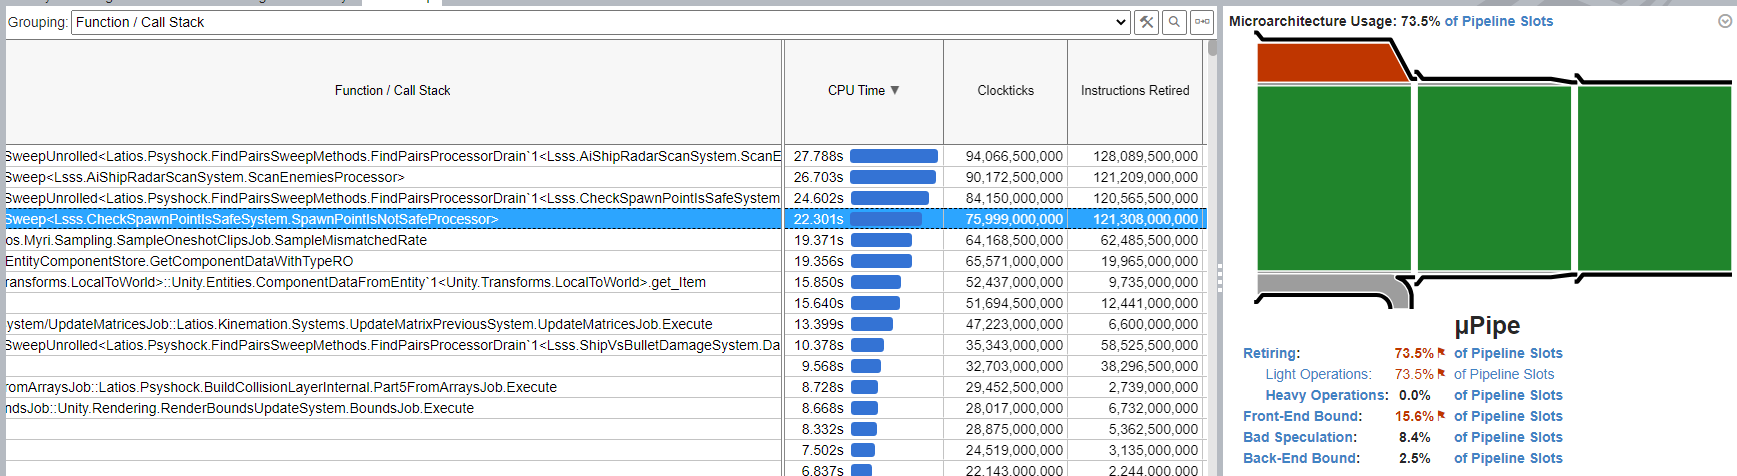 Grouping: Function / Call Stack
Function / Call Stack CPU Time Clockticks Instructions Retired
SweepUnrolled<Latios.Psyshock.FindPairsSweepMethods.FindPairsProcessorDrain`1<Lsss.AiShipRadarScanSystem.ScanE 27.788s 94,066,500,000 128,089,500,000
Sweep<Lsss.AiShipRadarScanSystem.ScanEnemiesProcessor> 26.703s 90,172,500,000 121,209,000,000
SweepUnrolled<Latios.Psyshock.FindPairsSweepMethods.FindPairsProcessorDrain`1<Lsss.CheckSpawnPointIsSafeSystem 24.602s 84,150,000,000 120,565,500,000
Sweep<Lsss.CheckSpawnPointIsSafeSystem.SpawnPointIsNotSafeProcessor> 22.301s 75,999,000,000 121,308,000,000
os.Myri.Sampling.SampleOneshotClipsJob.SampleMismatchedRate 19.371s 64,168,500,000 62,485,500,000
EntityComponentStore.GetComponentDataWithTypeRO 19.356s 65,571,000,000 19,965,000,000
ransforms.LocalToWorld>::Unity.Entities.ComponentDataFromEntity`1<Unity.Transforms.LocalToWorld>.get_Item 15.850s 52,437,000,000 9,735,000,000
15.640s 51,694,500,000 12,441,000,000
ystem/UpdateMatricesJob::Latios.Kinemation.Systems.UpdateMatrixPreviousSystem.UpdateMatricesJob.Execute 13.399s 47,223,000,000 6,600,000,000
SweepUnrolled<Latios.Psyshock.FindPairsSweepMethods.FindPairsProcessorDrain`1<Lsss.ShipVsBulletDamageSystem.Da 10.378s 35,343,000,000 58,525,500,000
9.568s 32,703,000,000 38,296,500,000
romArraysJob::Latios.Psyshock.BuildCollisionLayerInternal.Part5FromArraysJob.Execute 8.728s 29,452,500,000 2,739,000,000
ndsJob::Unity.Rendering.RenderBoundsUpdateSystem.BoundsJob.Execute 8.668s 28,017,000,000 6,732,000,000
8.332s 28,875,000,000 5,362,500,000
7.502s 24,519,000,000 3,135,000,000
6.837s 22,143,000,000 2,244,000,000
Microarchitecture Usage: 73.5% of Pipeline Slots
µPipe
Retiring: 73.5% of Pipeline Slots
Light Operations: 73.5% of Pipeline Slots
Heavy Operations: 0.0% of Pipeline Slots
Front-End Bound: 15.6% of Pipeline Slots
Bad Speculation: 8.4% of Pipeline Slots
Back-End Bound: 2.5% of Pipeline Slots